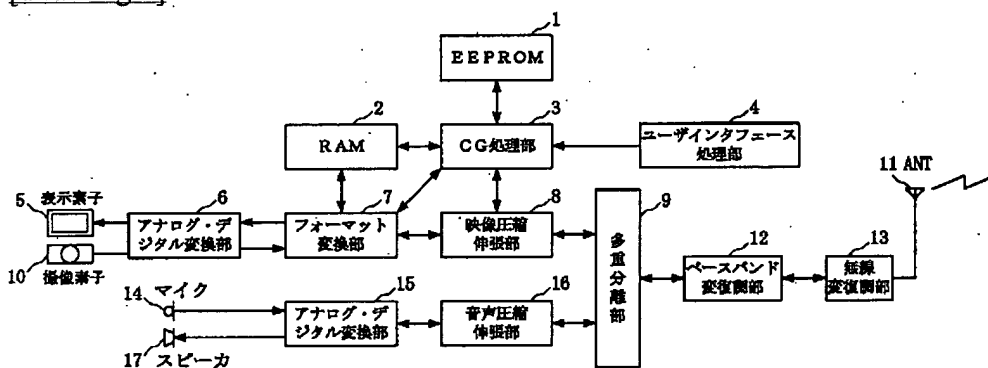 1
EEPROM
2
RAM
3
CG処理部
4
ユーザインタフェース
処理部
11 ANT
5
表示素子
6
アナログ・デ
ジタル変換部
7
フォーマット
変換部
8
映像圧縮
伸張部
9
多重分離部
10
撮像素子
12
ベースバンド
変復調部
13
無線
変復調部
14
マイク
15
アナログ・デ
ジタル変換部
16
音声圧縮
伸張部
17 スピーカ